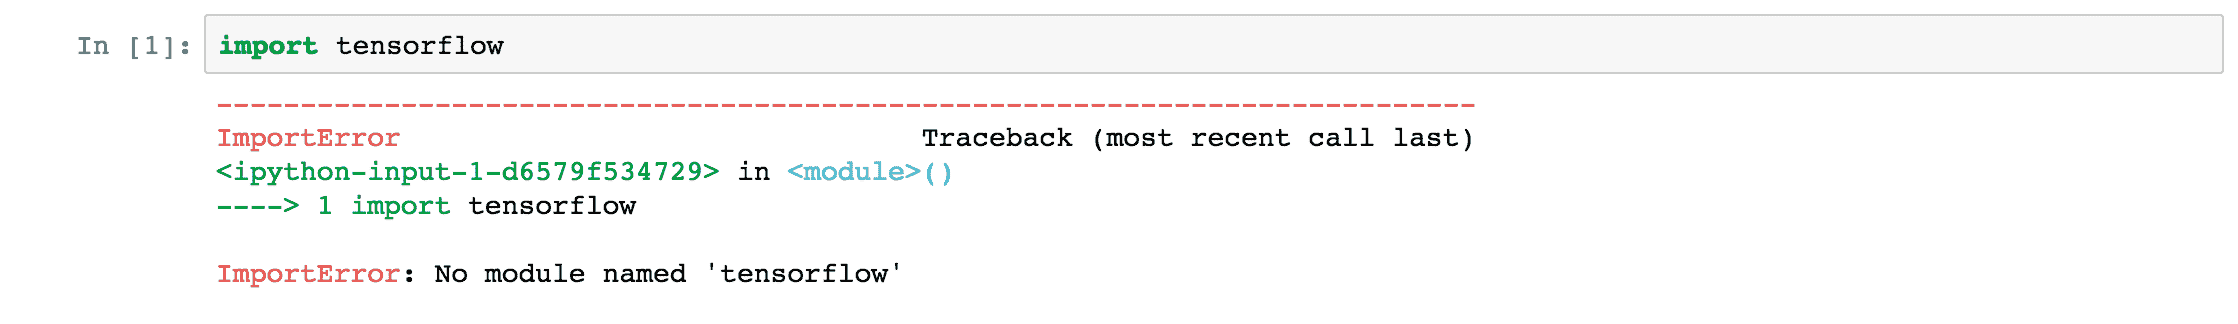 In [1]: import tensorflow
---------------------------------------------------------------------------
ImportError                               Traceback (most recent call last)
<ipython-input-1-d6579f534729> in <module>()
----> 1 import tensorflow
ImportError: No module named 'tensorflow'